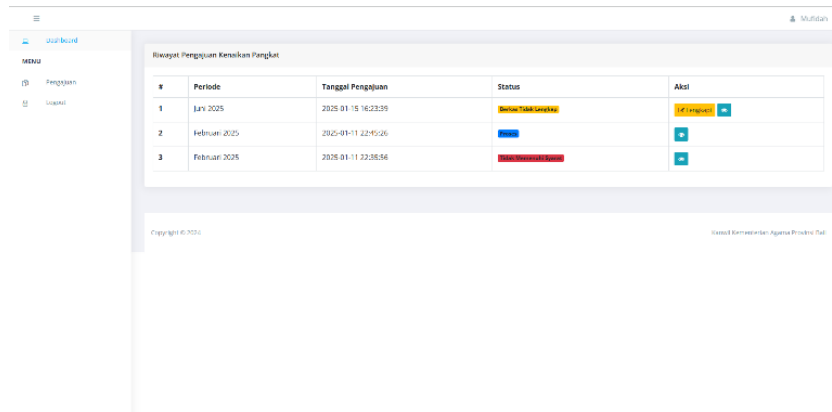 Mufidah
Dashboard
MENU
Pengajuan
Logout
Riwayat Pengajuan Kenaikan Pangkat
# Periode Tanggal Pengajuan Status Aksi
1 Juni 2025 2025-01-15 16:23:39 Berkas Tidak Lengkap Lengkapi
2 Februari 2025 2025-01-11 22:45:26 Proses
3 Februari 2025 2025-01-11 22:35:56 Tidak Memenuhi Syarat
Copyright © 2024
Kanwil Kementerian Agama Provinsi Bali